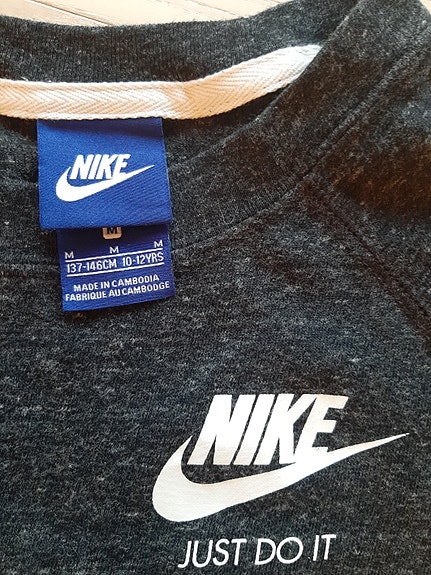 NIKE
M
M M M
137-146CM 10-12YRS
MADE IN CAMBODIA
FABRIQUE AU CAMBODGE
NIKE
JUST DO IT